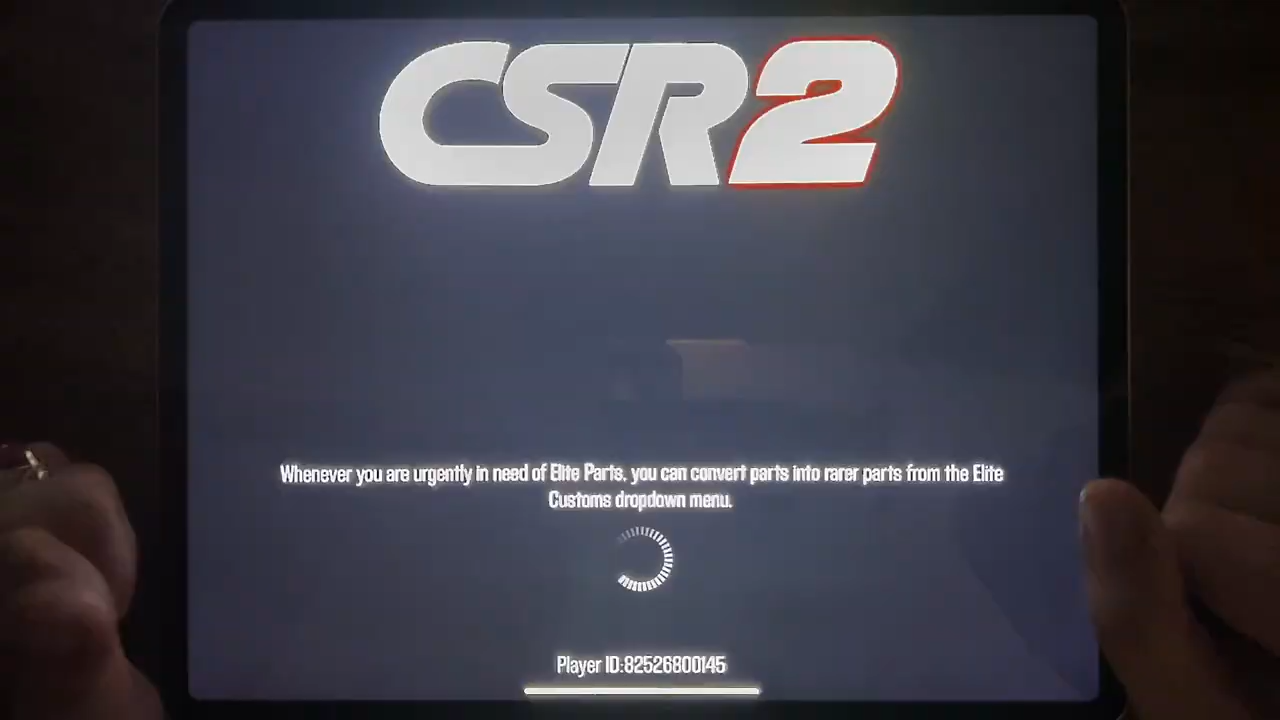 CSR2
Whenever you are urgently in need of Elite Parts, you can convert parts into rarer parts from the Elite
Customs dropdown menu.
Player ID:82526800145